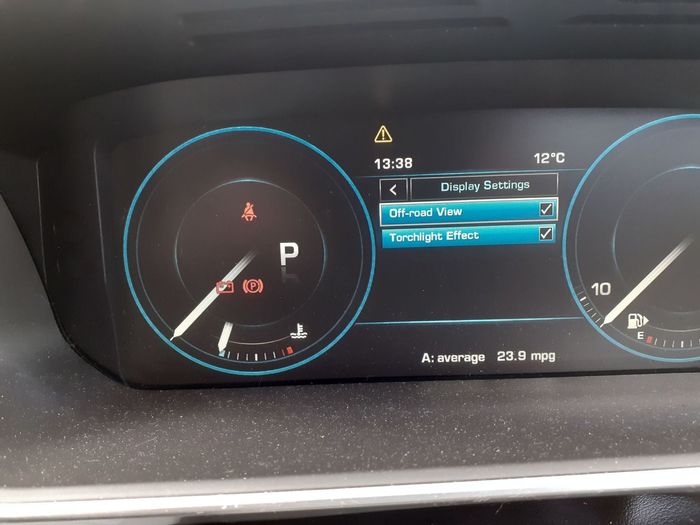 13:38
12°C
Display Settings
Off-road View
Torchlight Effect
P
P
10
E
A: average 23.9 mpg